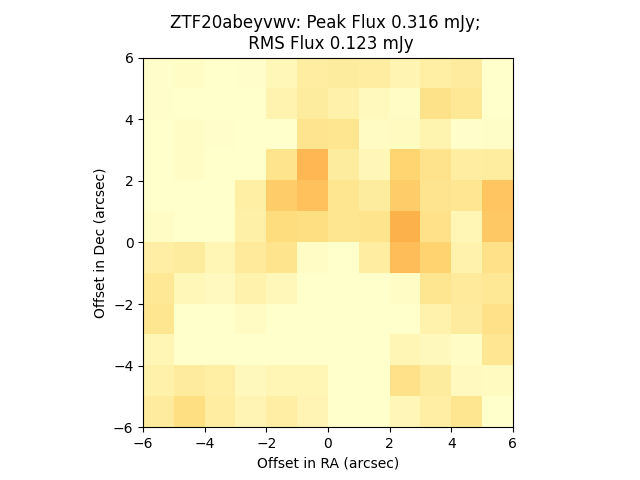 ZTF20abeyvwv: Peak Flux 0.316 mJy;
RMS Flux 0.123 mJy
6
4
2
0
−2
−4
−6
Offset in Dec (arcsec)
−6 −4 −2 0 2 4 6
Offset in RA (arcsec)